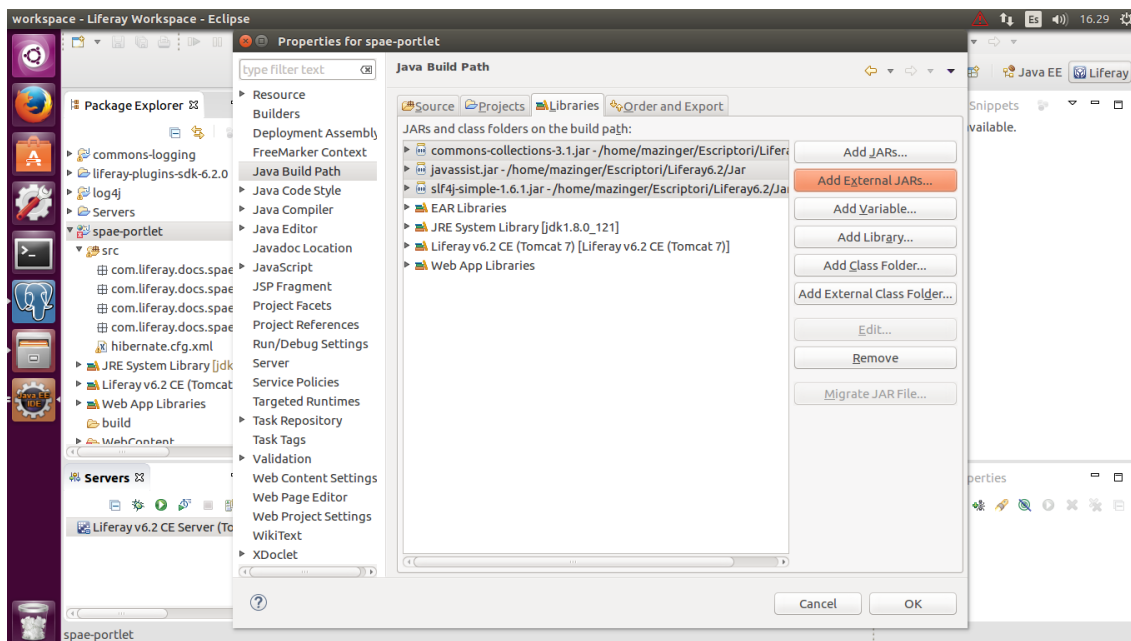 workspace - Liferay Workspace - Eclipse
Es
16.29
Properties for spae-portlet
type filter text
Java Build Path
Java EE
Liferay
Package Explorer
commons-logging
liferay-plugins-sdk-6.2.0
log4j
Servers
spae-portlet
src
com.liferay.docs.spae
com.liferay.docs.spae
com.liferay.docs.spae
com.liferay.docs.spae
hibernate.cfg.xml
JRE System Library [jdk
Liferay v6.2 CE (Tomcat
Web App Libraries
build
WebContent
Resource
Builders
Deployment Assembly
FreeMarker Context
Java Build Path
Java Code Style
Java Compiler
Java Editor
Javadoc Location
JavaScript
JSP Fragment
Project Facets
Project References
Run/Debug Settings
Server
Service Policies
Targeted Runtimes
Task Repository
Task Tags
Validation
Web Content Settings
Web Page Editor
Web Project Settings
WikiText
XDoclet
Source
Projects
Libraries
Order and Export
JARs and class folders on the build path:
commons-collections-3.1.jar - /home/mazinger/Escriptori/Lifera
javassist.jar - /home/mazinger/Escriptori/Liferay6.2/Jar
slf4j-simple-1.6.1.jar - /home/mazinger/Escriptori/Liferay6.2/Jar
EAR Libraries
JRE System Library [jdk1.8.0_121]
Liferay v6.2 CE (Tomcat 7) [Liferay v6.2 CE (Tomcat 7)]
Web App Libraries
Add JARs...
Add External JARs...
Add Variable...
Add Library...
Add Class Folder...
Add External Class Folder...
Edit...
Remove
Migrate JAR File...
Snippets
vailable.
Servers
Liferay v6.2 CE Server (To
perties
Java EE
IDE
Cancel
OK
spae-portlet